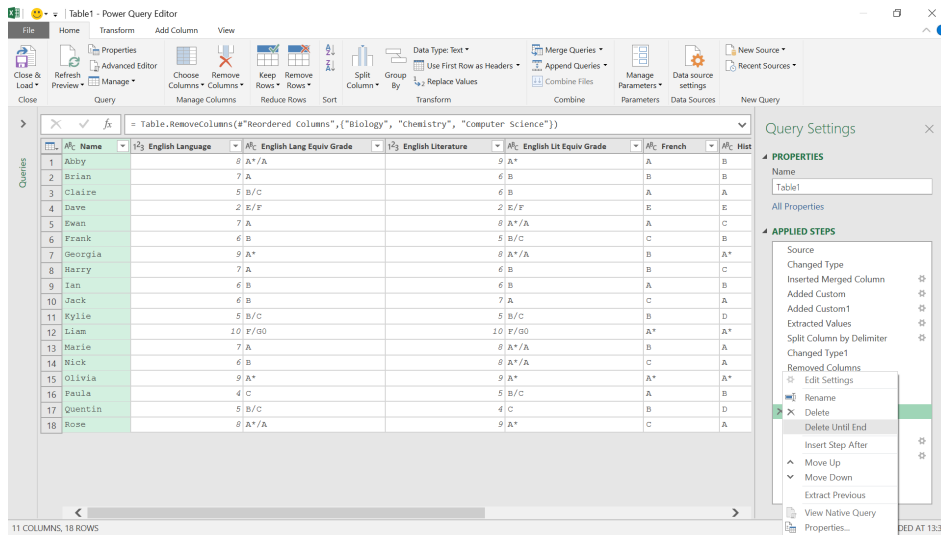 Table1 - Power Query Editor
File Home Transform Add Column View
Close & Load
Close
Refresh Preview
Properties
Advanced Editor
Manage
Query
Choose Columns
Remove Columns
Manage Columns
Keep Rows
Remove Rows
Reduce Rows
Sort
Split Column
Group By
Data Type: Text
Use First Row as Headers
Replace Values
Transform
Merge Queries
Append Queries
Combine Files
Combine
Manage Parameters
Parameters
Data source settings
Data Sources
New Source
Recent Sources
New Query
Queries
fx = Table.RemoveColumns(#"Reordered Columns",{"Biology", "Chemistry", "Computer Science"})
Name English Language English Lang Equiv Grade English Literature English Lit Equiv Grade French Hist
1 Abby 8 A*/A 9 A* A B
2 Brian 7 A 6 B B B
3 Claire 5 B/C 6 B A A
4 Dave 2 E/F 2 E/F E E
5 Ewan 7 A 8 A*/A A C
6 Frank 6 B 5 B/C C B
7 Georgia 9 A* 8 A*/A B A*
8 Harry 7 A 6 B B C
9 Ian 6 B 6 B A B
10 Jack 6 B 7 A C A
11 Kylie 5 B/C 5 B/C B D
12 Liam 10 F/G0 10 F/G0 A* A*
13 Marie 7 A 8 A*/A B A
14 Nick 6 B 8 A*/A C A
15 Olivia 9 A* 9 A* A* A*
16 Paula 4 C 5 B/C A B
17 Quentin 5 B/C 4 C B D
18 Rose 8 A*/A 9 A* C A
Query Settings
PROPERTIES
Name
Table1
All Properties
APPLIED STEPS
Source
Changed Type
Inserted Merged Column
Added Custom
Added Custom1
Extracted Values
Split Column by Delimiter
Changed Type1
Removed Columns
Edit Settings
Rename
Delete
Delete Until End
Insert Step After
Move Up
Move Down
Extract Previous
View Native Query
Properties...
11 COLUMNS, 18 ROWS
DED AT 13:3